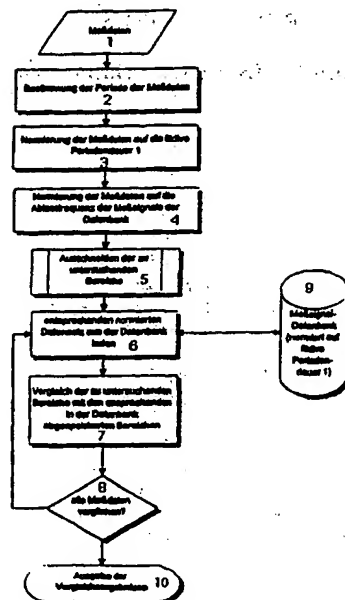 Meßdaten
1
Bestimmung der Periode der Meßdaten
2
Normierung der Meßdaten auf die fiktive
Periodendauer 1
3
Normierung der Meßdaten auf die
Abtastfrequenz der Meßsignale der
Datenbank
4
Ausschneiden der zu
untersuchenden
Bereiche
5
entsprechenden normierten
Datensatz aus der Datenbank
laden
6
Vergleich der zu untersuchenden
Bereiche mit den entsprechenden
in der Datenbank
abgespeicherten Bereichen
7
8
alle Meßdaten
verglichen?
9
Meßsignal-
Datenbank
(normiert auf
fiktive
Perioden-
dauer 1)
Ausgabe der
Vergleichsergebnisse
10